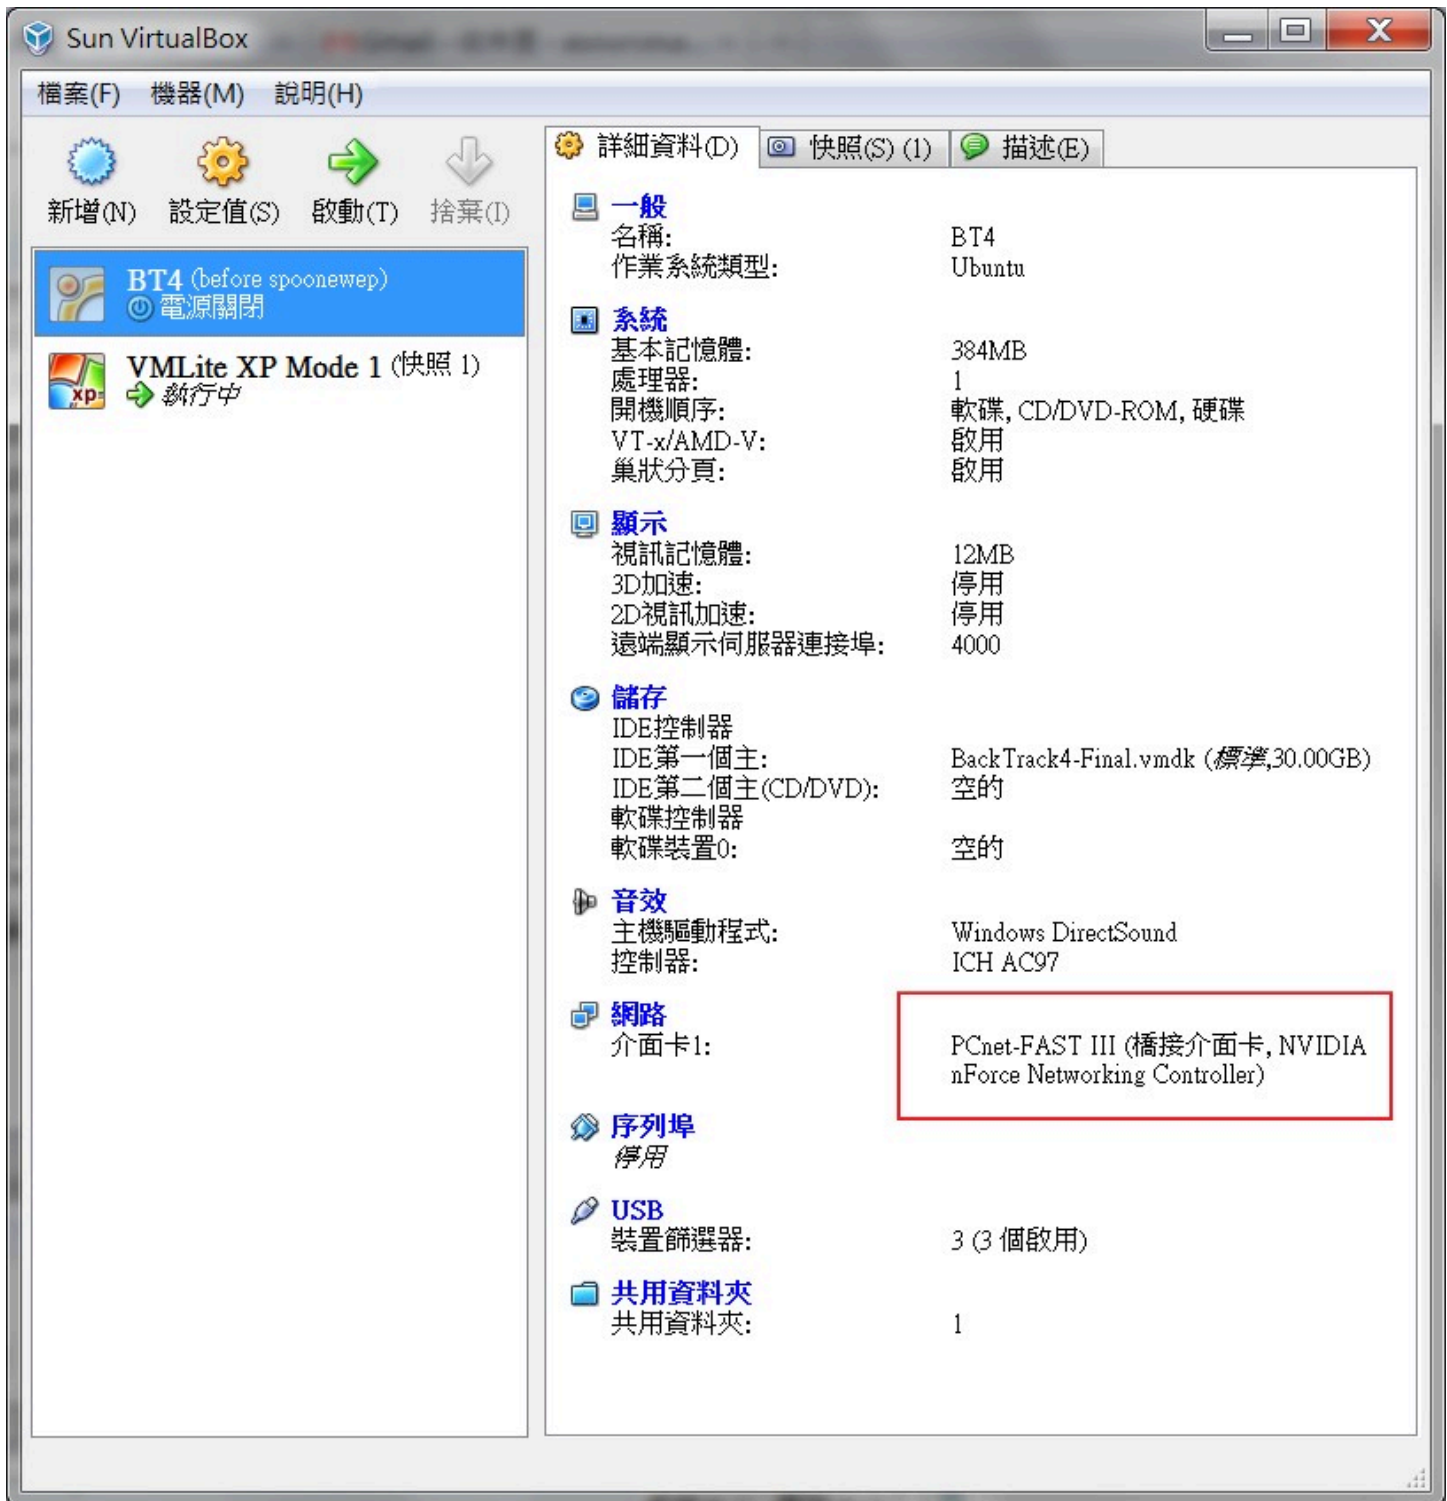 Sun VirtualBox
檔案(F) 機器(M) 說明(H)
新增(N) 設定值(S) 啟動(T) 捨棄(I)
BT4 (before spoonewep)
電源關閉
VMLite XP Mode 1 (快照 1)
執行中
詳細資料(D) 快照(S) (1) 描述(E)
一般
名稱: BT4
作業系統類型: Ubuntu
系統
基本記憶體: 384MB
處理器: 1
開機順序: 軟碟, CD/DVD-ROM, 硬碟
VT-x/AMD-V: 啟用
巢狀分頁: 啟用
顯示
視訊記憶體: 12MB
3D加速: 停用
2D視訊加速: 停用
遠端顯示伺服器連接埠: 4000
儲存
IDE控制器
IDE第一個主: BackTrack4-Final.vmdk (標準,30.00GB)
IDE第二個主(CD/DVD): 空的
軟碟控制器
軟碟裝置0: 空的
音效
主機驅動程式: Windows DirectSound
控制器: ICH AC97
網路
介面卡1: PCnet-FAST III (橋接介面卡, NVIDIA
nForce Networking Controller)
序列埠
停用
USB
裝置篩選器: 3 (3 個啟用)
共用資料夾
共用資料夾: 1